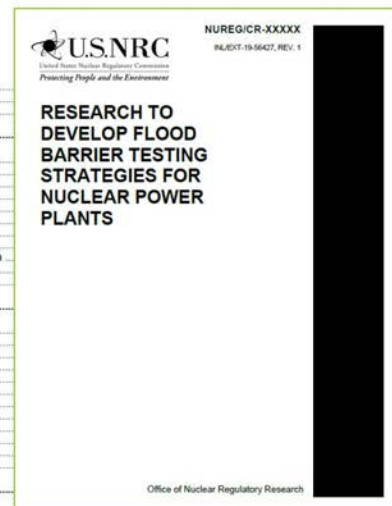 NUREG/CR-XXXXX
INL/EXT-19-56427, REV. 1
U.S.NRC
United States Nuclear Regulatory Commission
Protecting People and the Environment
RESEARCH TO
DEVELOP FLOOD
BARRIER TESTING
STRATEGIES FOR
NUCLEAR POWER
PLANTS
Office of Nuclear Regulatory Research